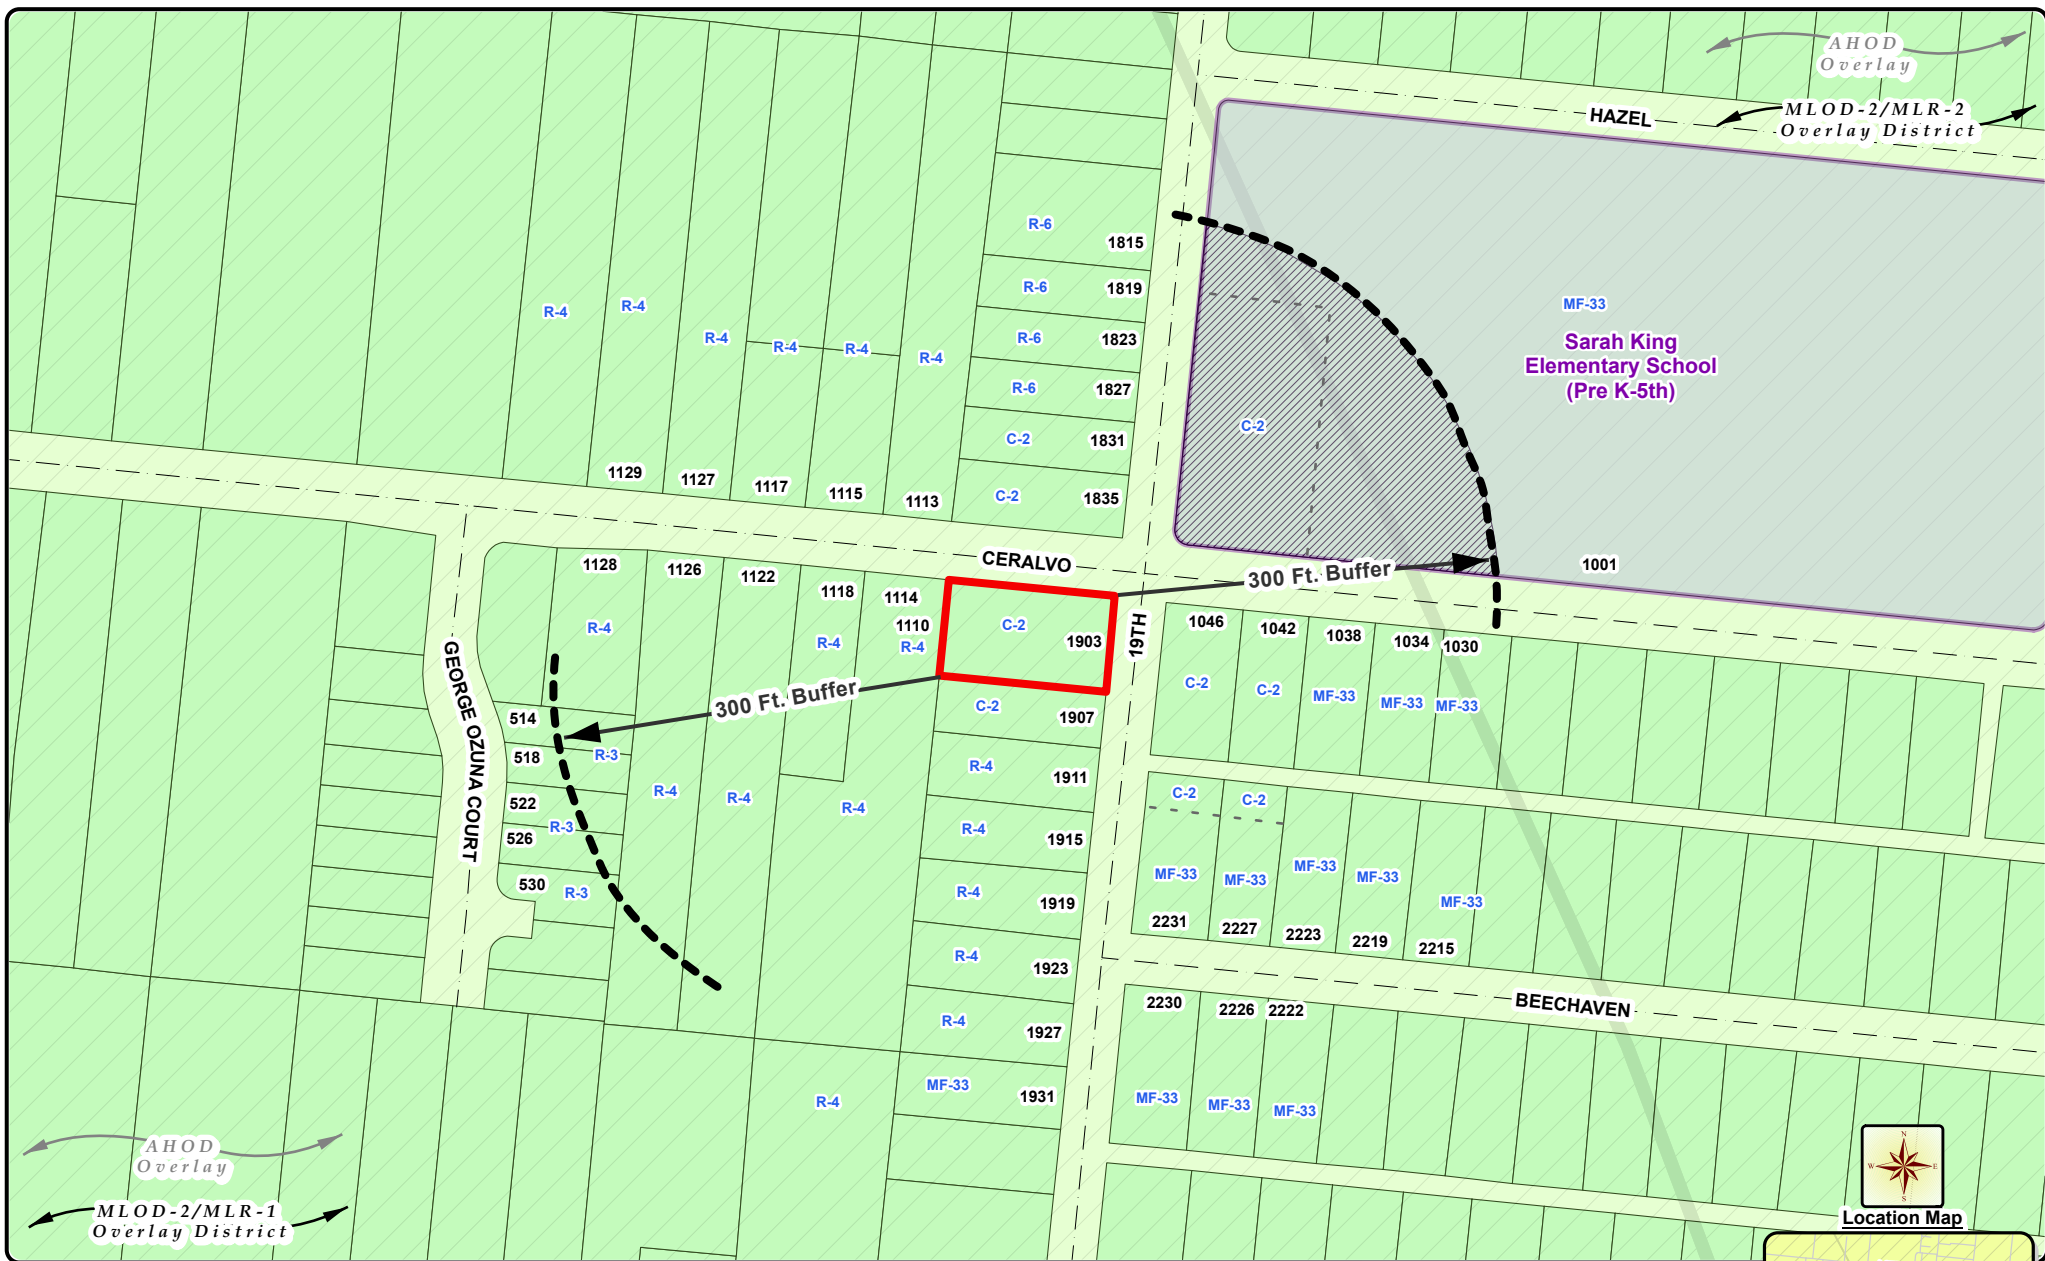 AHOD
Overlay
MLOD-2/MLR-2
Overlay District
HAZEL
R-6
1815
R-6
1819
R-6
1823
R-6
1827
C-2
1831
C-2
1835
R-4
R-4
R-4
R-4
R-4
R-4
1129
1127
1117
1115
1113
MF-33
Sarah King
Elementary School
(Pre K-5th)
C-2
1001
CERALVO
300 Ft. Buffer
1128
1126
1122
1118
1114
1110
R-4
R-4
R-4
C-2
1903
19TH
1046
1042
1038
1034
1030
C-2
C-2
MF-33
MF-33
MF-33
300 Ft. Buffer
GEORGE OZUNA COURT
514
518
R-3
522
R-3
526
530
R-3
R-4
R-4
R-4
C-2
1907
R-4
1911
R-4
1915
R-4
1919
R-4
1923
R-4
1927
MF-33
1931
R-4
C-2
C-2
MF-33
MF-33
MF-33
MF-33
MF-33
2231
2227
2223
2219
2215
BEECHAVEN
2230
2226
2222
MF-33
MF-33
MF-33
AHOD
Overlay
MLOD-2/MLR-1
Overlay District
N
W
E
S
Location Map